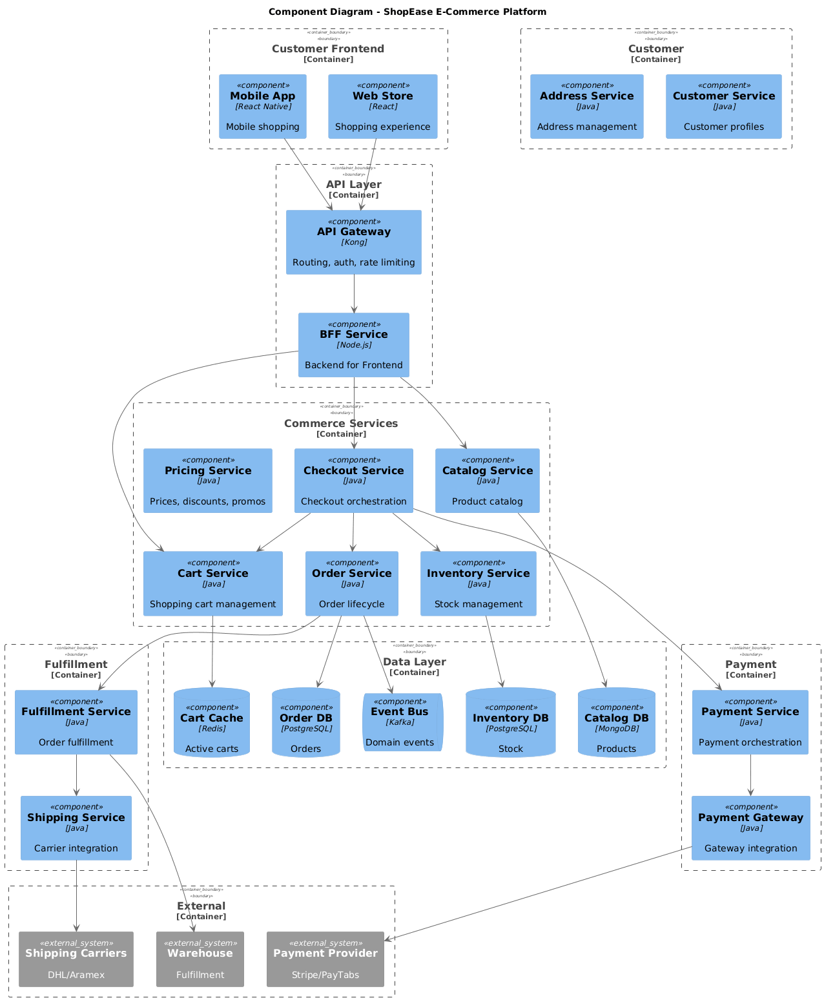 Component Diagram - ShopEase E-Commerce Platform
«container_boundary»
«boundary»
Customer Frontend
[Container]
«component»
Mobile App
[React Native]
Mobile shopping
«component»
Web Store
[React]
Shopping experience
«container_boundary»
«boundary»
Customer
[Container]
«component»
Address Service
[Java]
Address management
«component»
Customer Service
[Java]
Customer profiles
«container_boundary»
«boundary»
API Layer
[Container]
«component»
API Gateway
[Kong]
Routing, auth, rate limiting
«component»
BFF Service
[Node.js]
Backend for Frontend
«container_boundary»
«boundary»
Commerce Services
[Container]
«component»
Pricing Service
[Java]
Prices, discounts, promos
«component»
Checkout Service
[Java]
Checkout orchestration
«component»
Catalog Service
[Java]
Product catalog
«component»
Cart Service
[Java]
Shopping cart management
«component»
Order Service
[Java]
Order lifecycle
«component»
Inventory Service
[Java]
Stock management
«container_boundary»
«boundary»
Fulfillment
[Container]
«component»
Fulfillment Service
[Java]
Order fulfillment
«component»
Shipping Service
[Java]
Carrier integration
«container_boundary»
«boundary»
Data Layer
[Container]
«component»
Cart Cache
[Redis]
Active carts
«component»
Order DB
[PostgreSQL]
Orders
«component»
Event Bus
[Kafka]
Domain events
«component»
Inventory DB
[PostgreSQL]
Stock
«component»
Catalog DB
[MongoDB]
Products
«container_boundary»
«boundary»
Payment
[Container]
«component»
Payment Service
[Java]
Payment orchestration
«component»
Payment Gateway
[Java]
Gateway integration
«container_boundary»
«boundary»
External
[Container]
«external_system»
Shipping Carriers
DHL/Aramex
«external_system»
Warehouse
Fulfillment
«external_system»
Payment Provider
Stripe/PayTabs